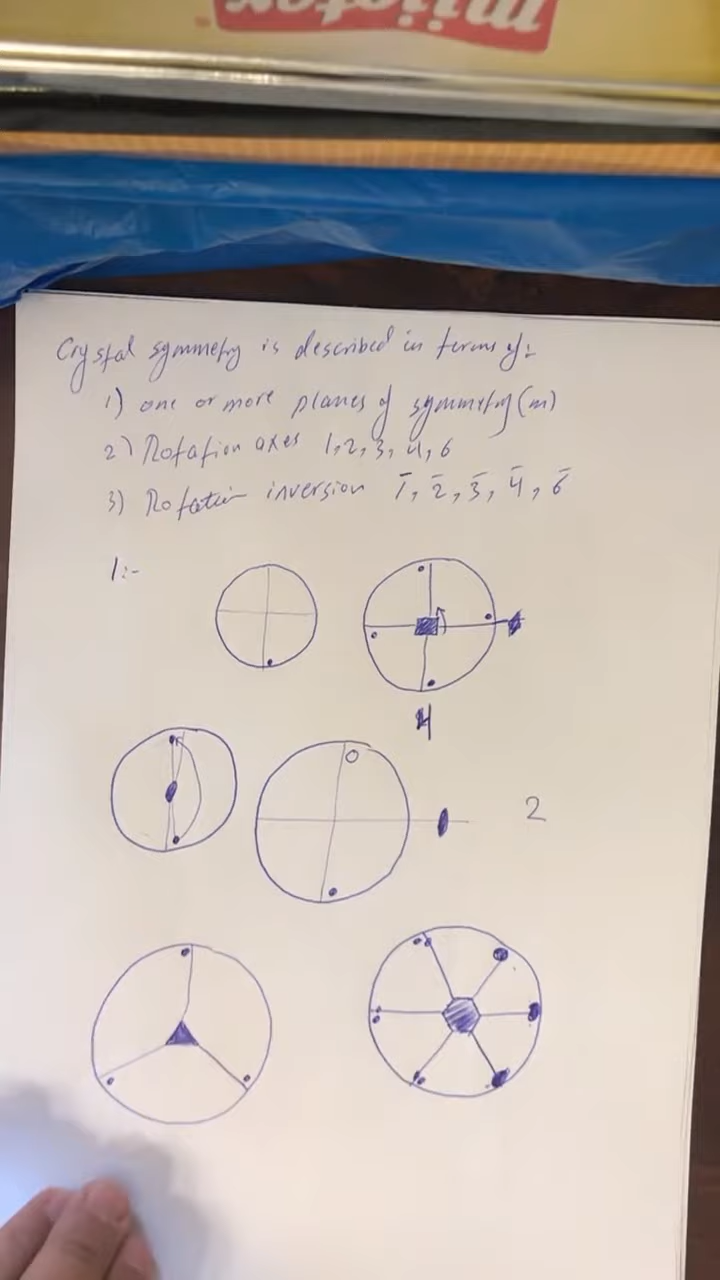 mintex
Crystal symmetry is described in terms of:
1) one or more planes of symmetry (m)
2) Rotation axes 1, 2, 3, 4, 6
3) Rotation inversion 1̄, 2̄, 3̄, 4̄, 6̄
1:-
4
2